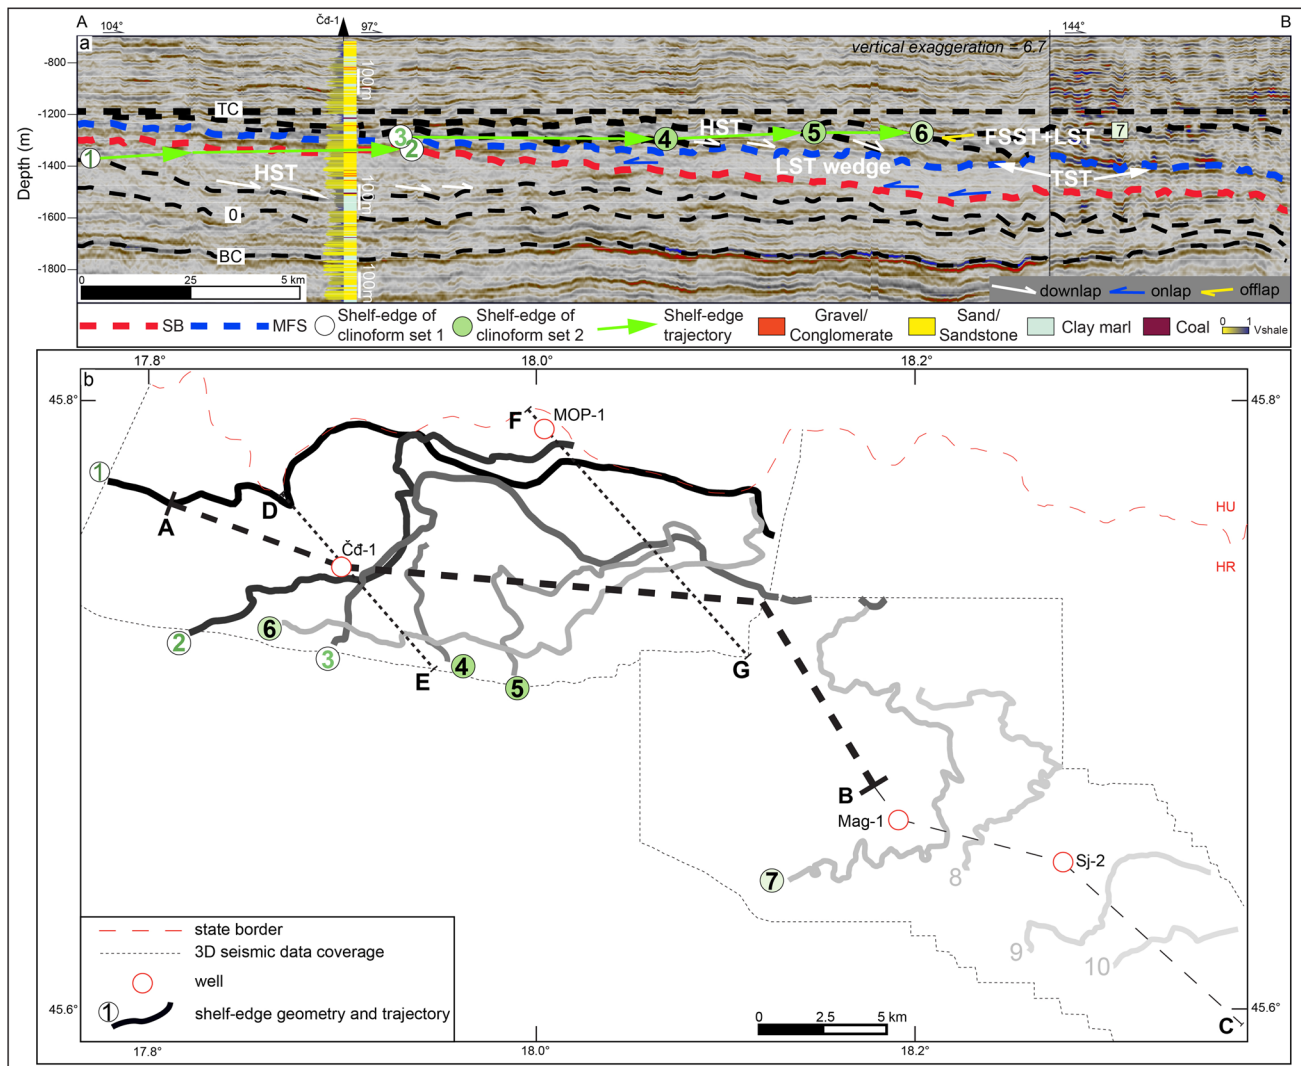 A
104°
Čđ-1
97°
144°
B
a
vertical exaggeration = 6.7
Depth (m)
-800
-1200
-1400
-1600
-1800
100m
TC
1
3
2
4
HST
5
6
FSST+LST
7
HST
LST wedge
TST
100m
0
BC
100m
0 25 5 km
downlap onlap offlap
SB
MFS
Shelf-edge of
clinoform set 1
Shelf-edge of
clinoform set 2
Shelf-edge
trajectory
Gravel/
Conglomerate
Sand/
Sandstone
Clay marl
Coal
0 1
Vshale
b
17.8°
18.0°
18.2°
45.8°
45.8°
F
MOP-1
1
A
D
Čđ-1
HU
HR
2
6
3
E
4
5
G
B
Mag-1
7
8
Sj-2
9
10
C
state border
3D seismic data coverage
well
1
shelf-edge geometry and trajectory
0 2.5 5 km
45.6°
45.6°
17.8°
18.0°
18.2°